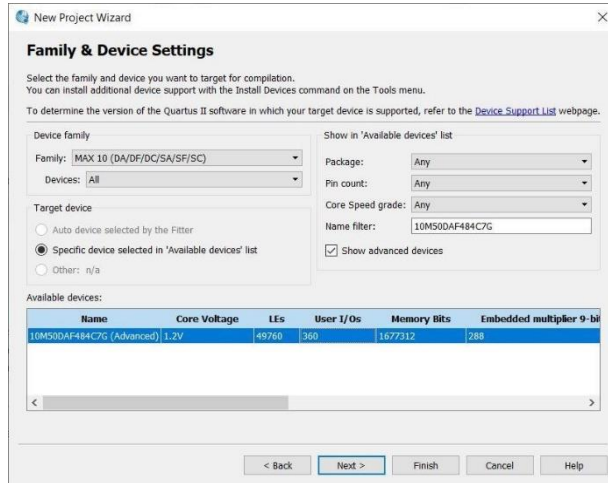 New Project Wizard
Family & Device Settings
Select the family and device you want to target for compilation.
You can install additional device support with the Install Devices command on the Tools menu.
To determine the version of the Quartus II software in which your target device is supported, refer to the Device Support List webpage.
Device family
Family: MAX 10 (DA/DF/DC/SA/SF/SC)
Devices: All
Target device
Auto device selected by the Fitter
Specific device selected in 'Available devices' list
Other: n/a
Show in 'Available devices' list
Package: Any
Pin count: Any
Core Speed grade: Any
Name filter: 10M50DAF484C7G
Show advanced devices
Available devices:
Name Core Voltage LEs User I/Os Memory Bits Embedded multiplier 9-bit
10M50DAF484C7G (Advanced) 1.2V 49760 360 1677312 288
< Back Next > Finish Cancel Help